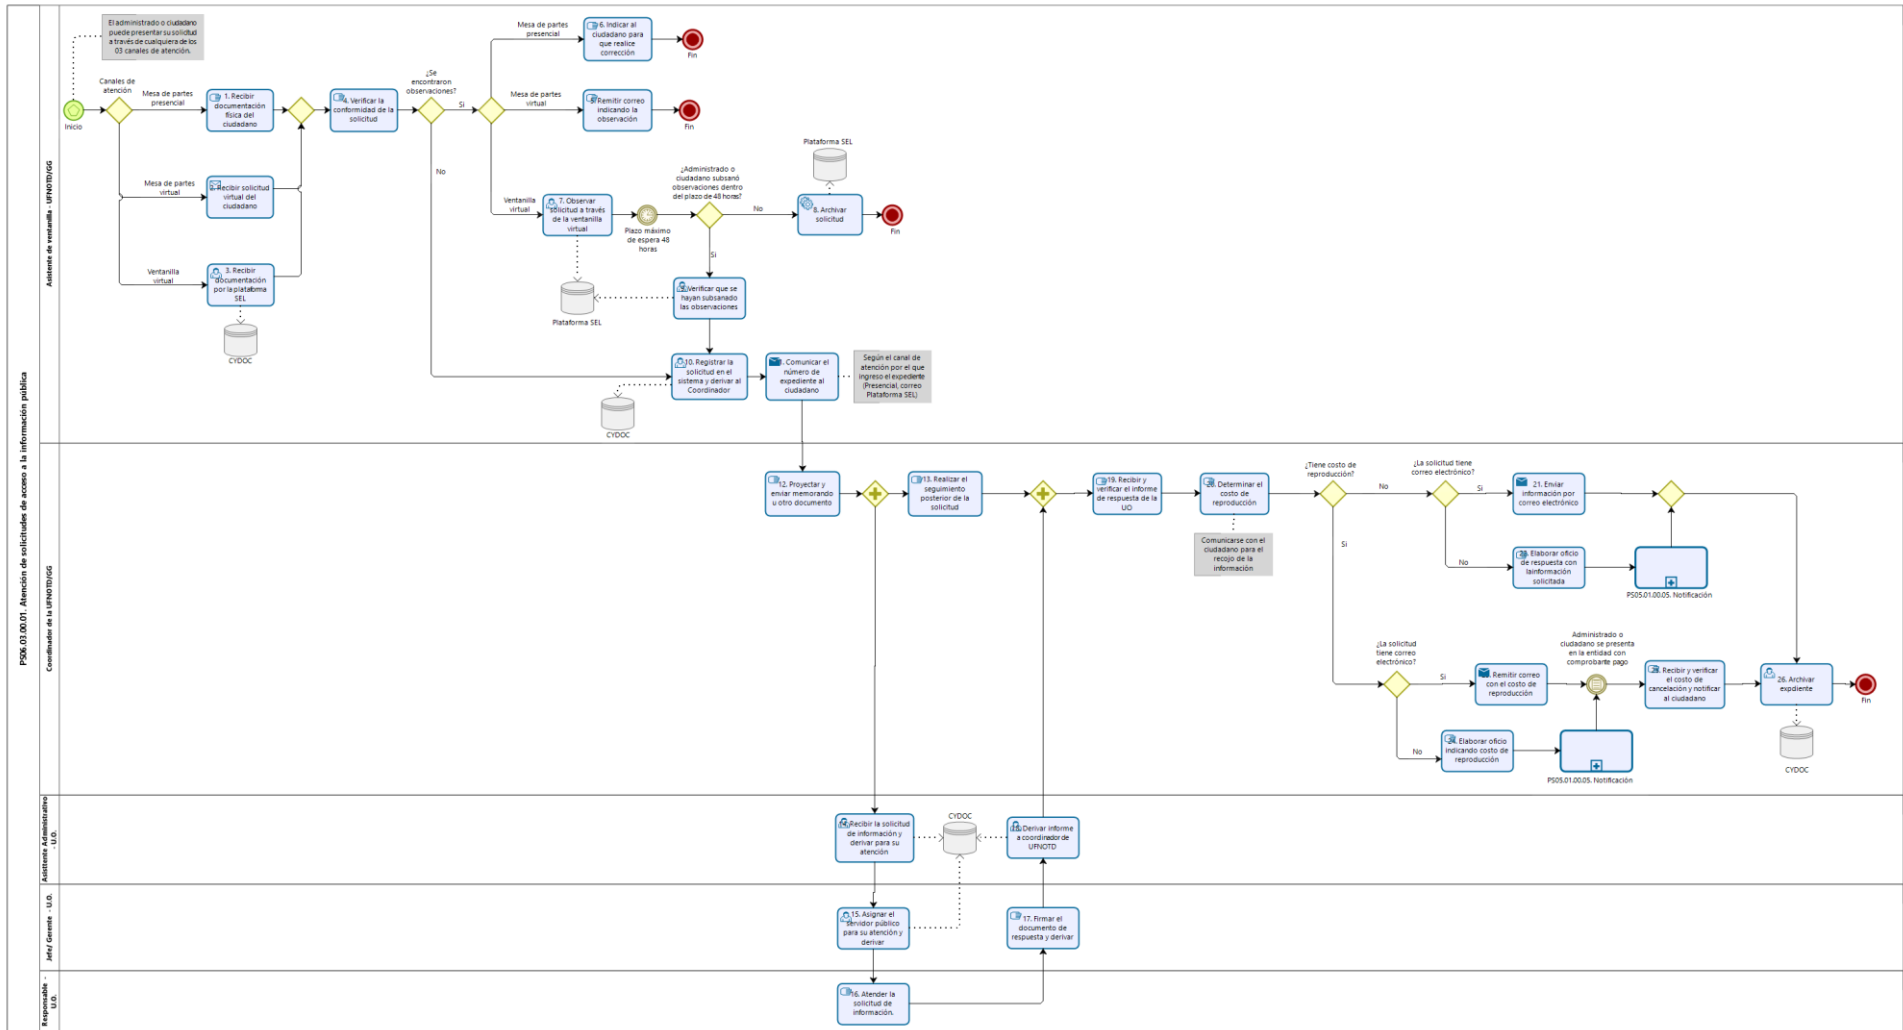 PS06.03.00.01. Atención de solicitudes de acceso a la información pública
Asistente de ventanilla - UFNOTD/GG
El administrado o ciudadano
puede presentar su solicitud
a través de cualquiera de los
03 canales de atención.
Inicio
Canales de
atención
Mesa de partes
presencial
1. Recibir
documentación
física del
ciudadano
Mesa de partes
virtual
Recibir solicitud
virtual del
ciudadano
Ventanilla
virtual
3. Recibir
documentación
por la plataforma
SEL
CYDOC
4. Verificar la
conformidad de la
solicitud
¿Se
encontraron
observaciones?
Si
No
Mesa de partes
presencial
6. Indicar al
ciudadano para
que realice
corrección
Fin
Mesa de partes
virtual
Remitir correo
indicando la
observación
Fin
Ventanilla
virtual
7. Observar
solicitud a través
de la ventanilla
virtual
Plataforma SEL
Plazo máximo
de espera 48
horas
¿Administrado o
ciudadano subsanó
observaciones dentro
del plazo de 48 horas?
No
Si
Plataforma SEL
8. Archivar
solicitud
Fin
Verificar que se
hayan subsanado
las observaciones
10. Registrar la
solicitud en el
sistema y derivar al
Coordinador
CYDOC
. Comunicar el
número de
expediente al
ciudadano
Según el canal de
atención por el que
ingreso el expediente
(Presencial, correo
Plataforma SEL)
Coordinador de la UFNOTD/GG
12. Proyectar y
enviar memorando
u otro documento
13. Realizar el
seguimiento
posterior de la
solicitud
19. Recibir y
verificar el informe
de respuesta de la
UO
Determinar el
costo de
reproducción
Comunicarse con el
ciudadano para el
recojo de la
información
¿Tiene costo de
reproducción?
No
Si
¿La solicitud tiene
correo electrónico?
Si
No
21. Enviar
información por
correo electrónico
Elaborar oficio
de respuesta con
lainformación
solicitada
PS05.01.00.05. Notificación
¿La solicitud
tiene correo
electrónico?
Si
No
. Remitir correo
con el costo de
reproducción
Elaborar oficio
indicando costo de
reproducción
PS05.01.00.05. Notificación
Administrado o
ciudadano se presenta
en la entidad con
comprobante pago
. Recibir y verificar
el costo de
cancelación y notificar
al ciudadano
26. Archivar
expdiente
CYDOC
Fin
Asisttente Administrativo
- U.O.
Recibir la solicitud
de información y
derivar para su
atención
CYDOC
Derivar informe
a coordinador de
UFNOTD
Jefe/ Gerente - U.O.
15. Asignar el
servidor público
para su atención y
derivar
17. Firmar el
documento de
respuesta y derivar
Responsable -
U.O.
16. Atender la
solicitud de
información.